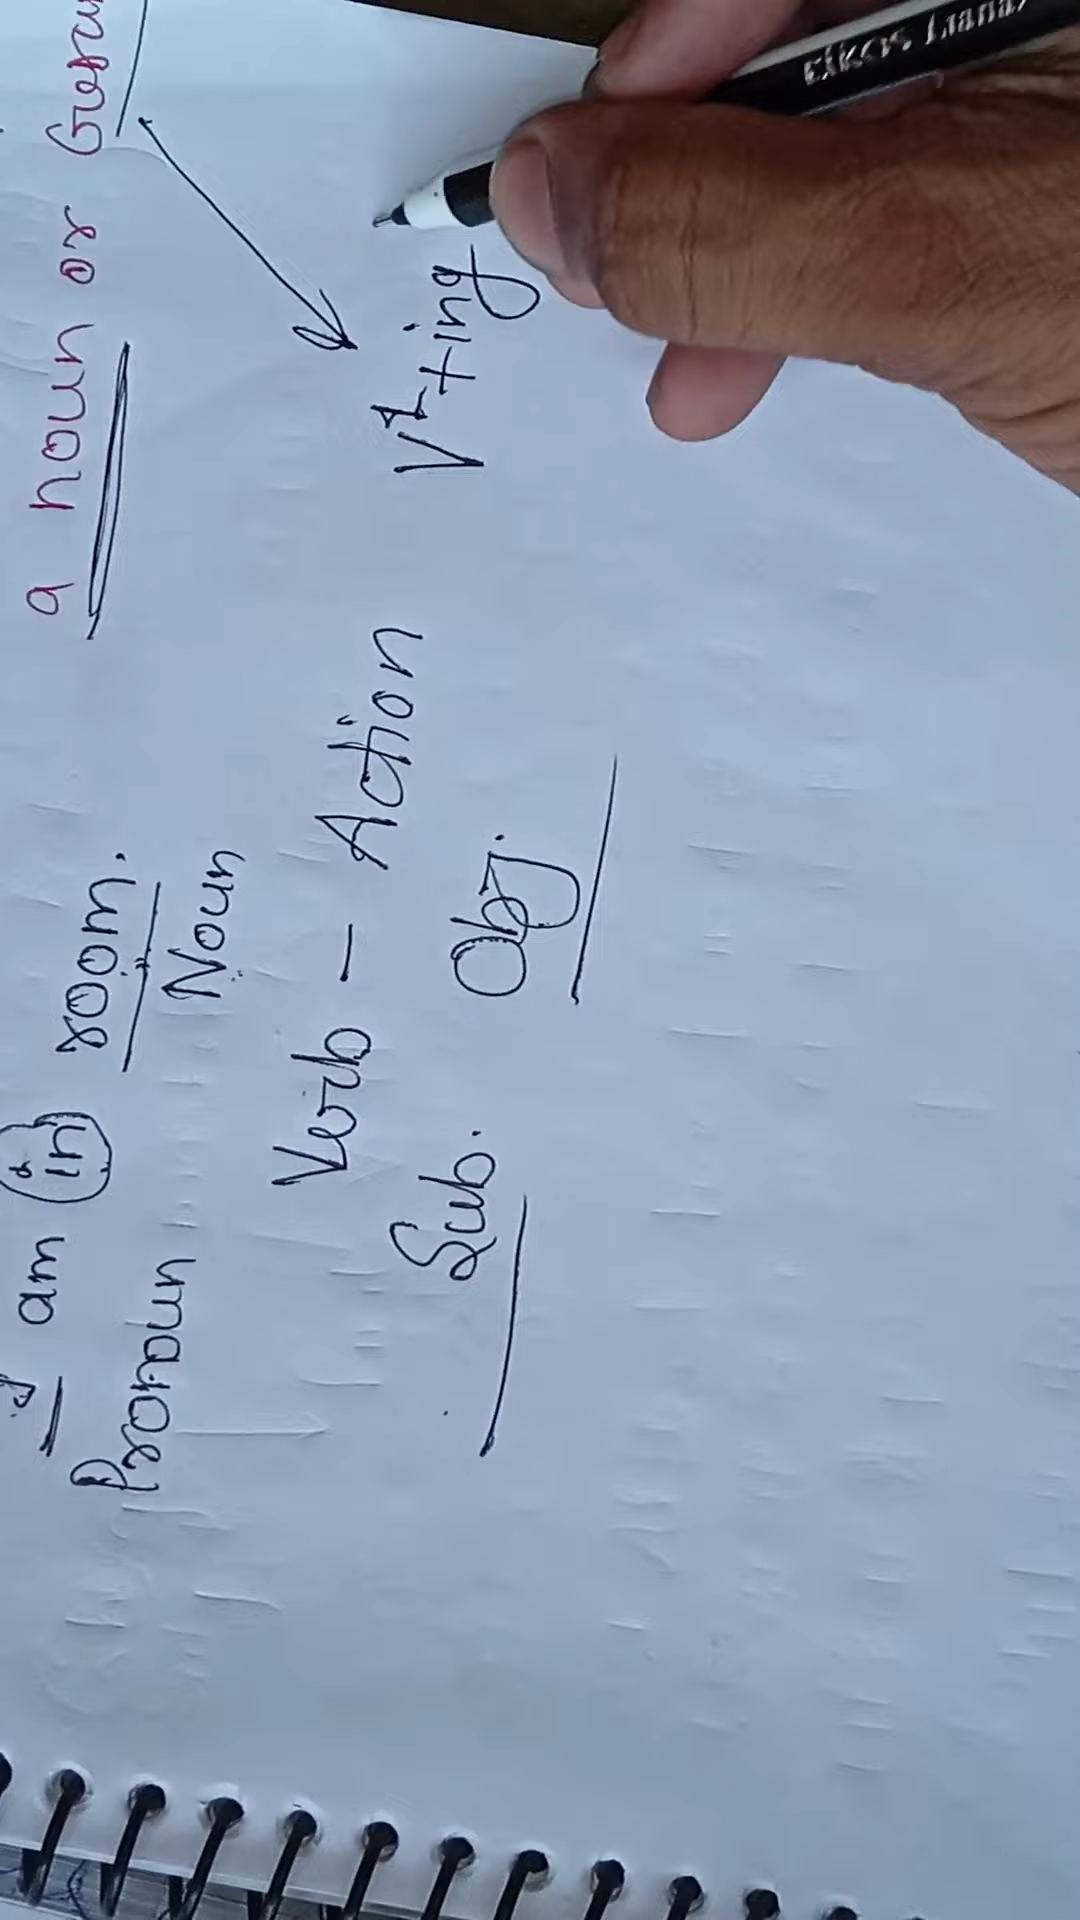 a noun or
I am in room.
Pronoun Noun
Verb - Action V1+ing
Sub. Obj.